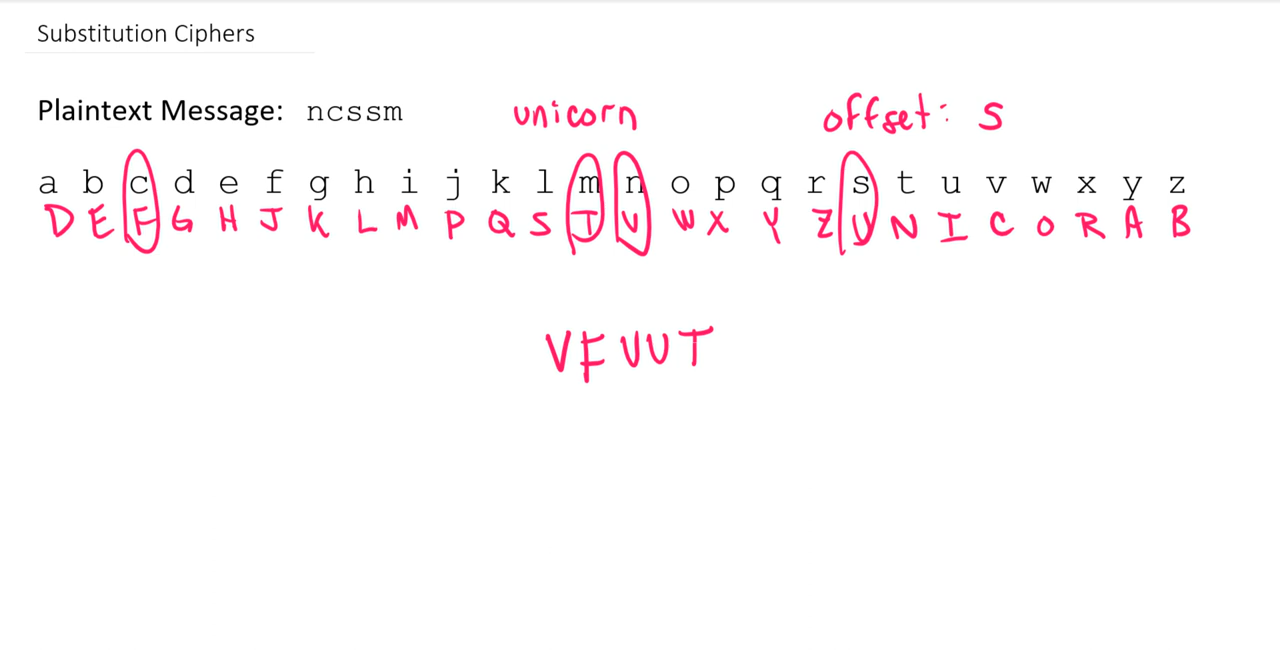 Substitution Ciphers
Plaintext Message: ncssm unicorn offset: s
a b c d e f g h i j k l m n o p q r s t u v w x y z
D E F G H J K L M P Q S T V W X Y Z U N I C O R A B
VFUUT